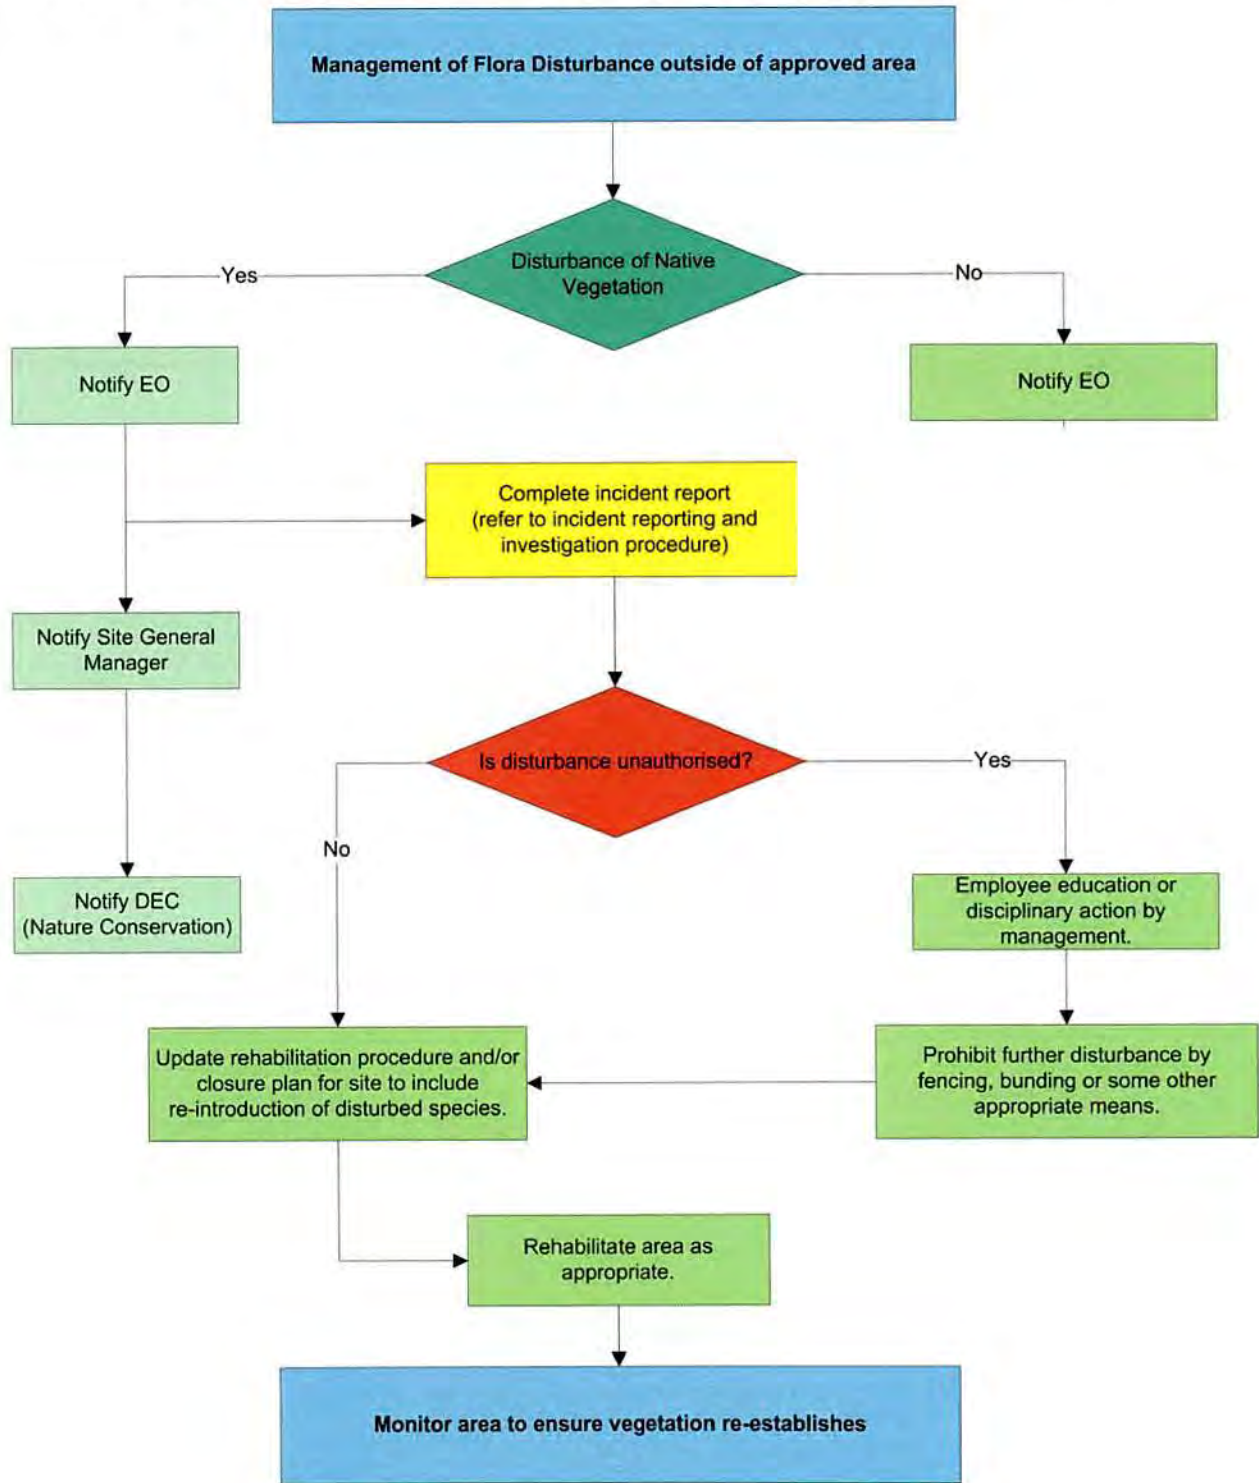 Management of Flora Disturbance outside of approved area
Disturbance of Native
Vegetation
Yes
No
Notify EO
Notify EO
Complete incident report
(refer to incident reporting and
investigation procedure)
Notify Site General
Manager
Is disturbance unauthorised?
Yes
No
Notify DEC
(Nature Conservation)
Employee education or
disciplinary action by
management.
Update rehabilitation procedure and/or
closure plan for site to include
re-introduction of disturbed species.
Prohibit further disturbance by
fencing, bunding or some other
appropriate means.
Rehabilitate area as
appropriate.
Monitor area to ensure vegetation re-establishes